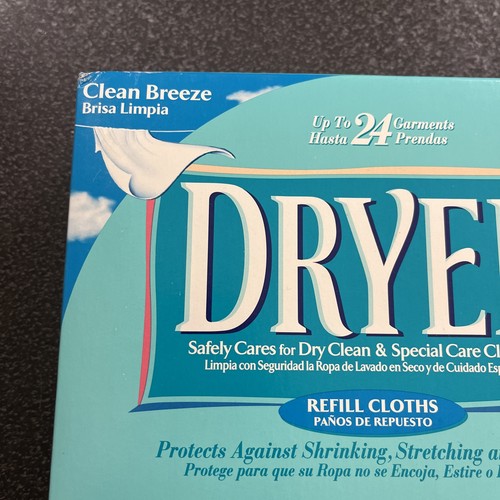 Clean Breeze
Brisa Limpia
Up To 24 Garments
Hasta Prendas
DRYE
Safely Cares for Dry Clean & Special Care Cl
Limpia con Seguridad la Ropa de Lavado en Seco y de Cuidado Esp
REFILL CLOTHS
PAÑOS DE REPUESTO
Protects Against Shrinking, Stretching a
Protege para que su Ropa no se Encoja, Estire o